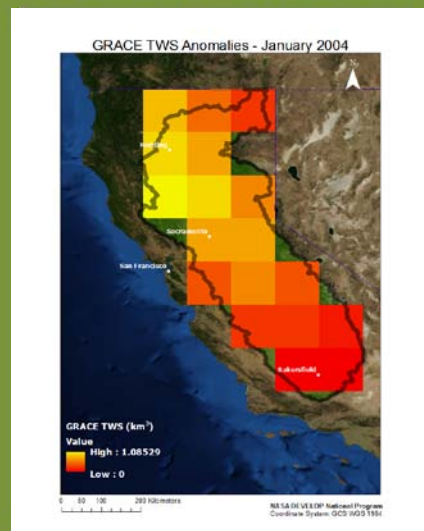 GRACE TWS Anomalies - January 2004
N
Redding
Sacramento
San Francisco
Bakersfield
GRACE TWS (km³)
Value
High : 1.08529
Low : 0
0 50 100 200 Kilometers
NASA DEVELOP National Program
Coordinate System: GCS WGS 1984